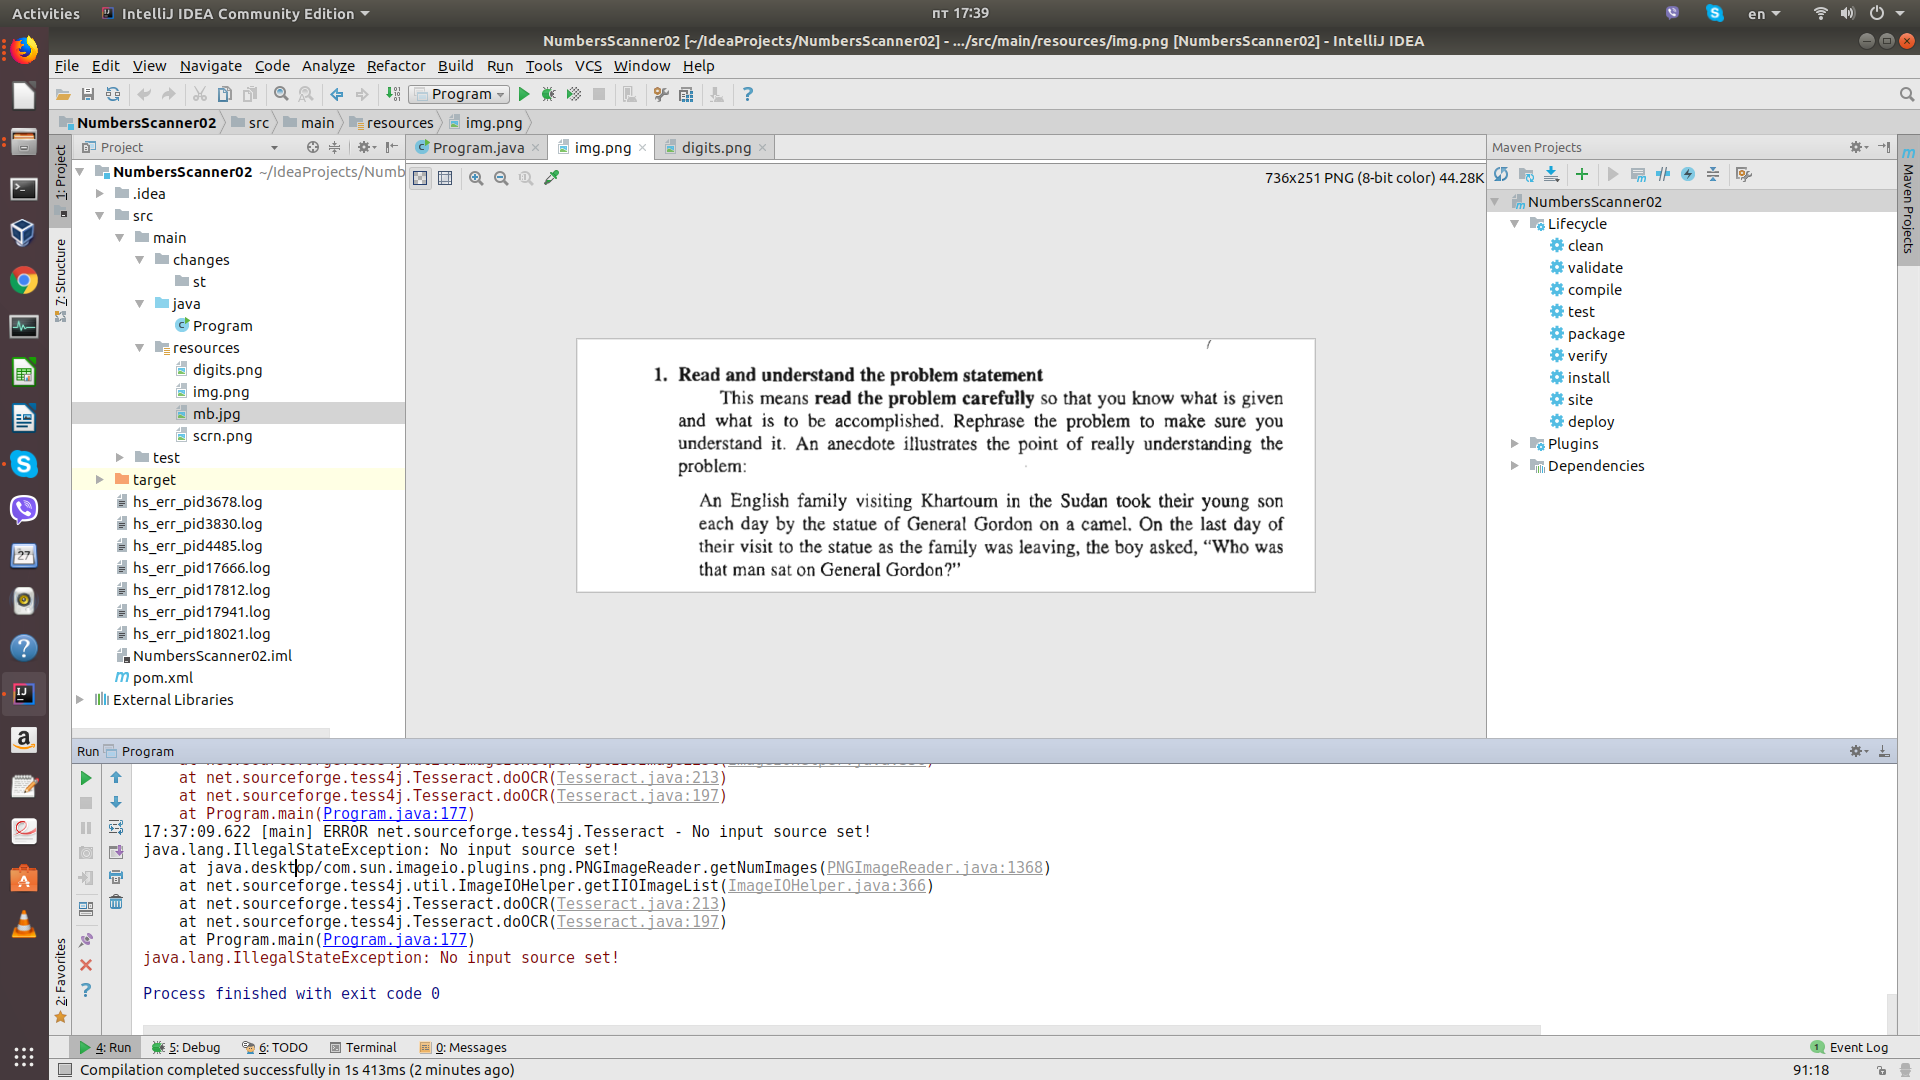 Activities
IntelliJ IDEA Community Edition
пт 17:39
en
NumbersScanner02 [~/IdeaProjects/NumbersScanner02] - .../src/main/resources/img.png [NumbersScanner02] - IntelliJ IDEA
File Edit View Navigate Code Analyze Refactor Build Run Tools VCS Window Help
Program
NumbersScanner02 src main resources img.png
Project
Program.java img.png digits.png
Maven Projects
1: Project
7: Structure
2: Favorites
NumbersScanner02 ~/IdeaProjects/Numb
.idea
src
main
changes
st
java
Program
resources
digits.png
img.png
mb.jpg
scrn.png
test
target
hs_err_pid3678.log
hs_err_pid3830.log
hs_err_pid4485.log
hs_err_pid17666.log
hs_err_pid17812.log
hs_err_pid17941.log
hs_err_pid18021.log
NumbersScanner02.iml
pom.xml
External Libraries
736x251 PNG (8-bit color) 44.28K
1. Read and understand the problem statement
This means read the problem carefully so that you know what is given
and what is to be accomplished. Rephrase the problem to make sure you
understand it. An anecdote illustrates the point of really understanding the
problem:
An English family visiting Khartoum in the Sudan took their young son
each day by the statue of General Gordon on a camel. On the last day of
their visit to the statue as the family was leaving, the boy asked, “Who was
that man sat on General Gordon?”
NumbersScanner02
Lifecycle
clean
validate
compile
test
package
verify
install
site
deploy
Plugins
Dependencies
Maven Projects
Run Program
at net.sourceforge.tess4j.Tesseract.doOCR(Tesseract.java:213)
at net.sourceforge.tess4j.Tesseract.doOCR(Tesseract.java:197)
at Program.main(Program.java:177)
17:37:09.622 [main] ERROR net.sourceforge.tess4j.Tesseract - No input source set!
java.lang.IllegalStateException: No input source set!
at java.desktop/com.sun.imageio.plugins.png.PNGImageReader.getNumImages(PNGImageReader.java:1368)
at net.sourceforge.tess4j.util.ImageIOHelper.getIIOImageList(ImageIOHelper.java:366)
at net.sourceforge.tess4j.Tesseract.doOCR(Tesseract.java:213)
at net.sourceforge.tess4j.Tesseract.doOCR(Tesseract.java:197)
at Program.main(Program.java:177)
java.lang.IllegalStateException: No input source set!
Process finished with exit code 0
4: Run 5: Debug 6: TODO Terminal 0: Messages
1 Event Log
Compilation completed successfully in 1s 413ms (2 minutes ago)
91:18